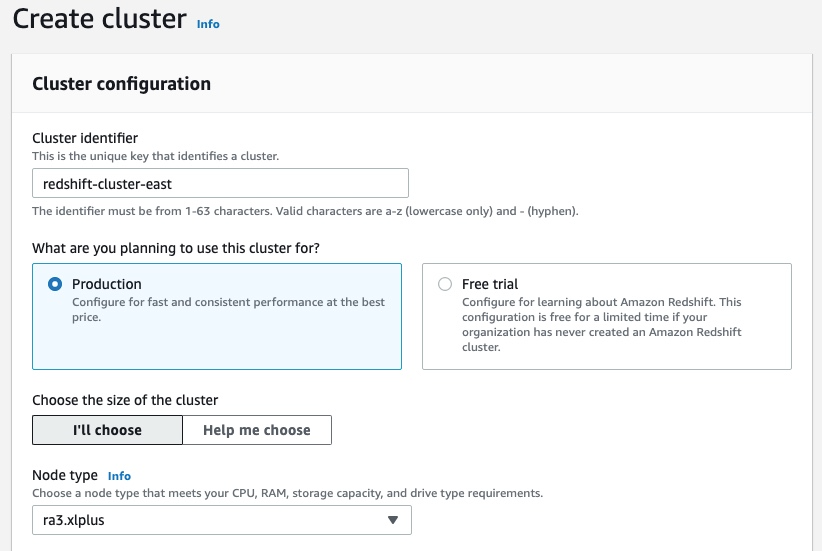 Create cluster Info
Cluster configuration
Cluster identifier
This is the unique key that identifies a cluster.
redshift-cluster-east
The identifier must be from 1-63 characters. Valid characters are a-z (lowercase only) and - (hyphen).
What are you planning to use this cluster for?
Production
Configure for fast and consistent performance at the best
price.
Free trial
Configure for learning about Amazon Redshift. This
configuration is free for a limited time if your
organization has never created an Amazon Redshift
cluster.
Choose the size of the cluster
I'll choose Help me choose
Node type Info
Choose a node type that meets your CPU, RAM, storage capacity, and drive type requirements.
ra3.xlplus